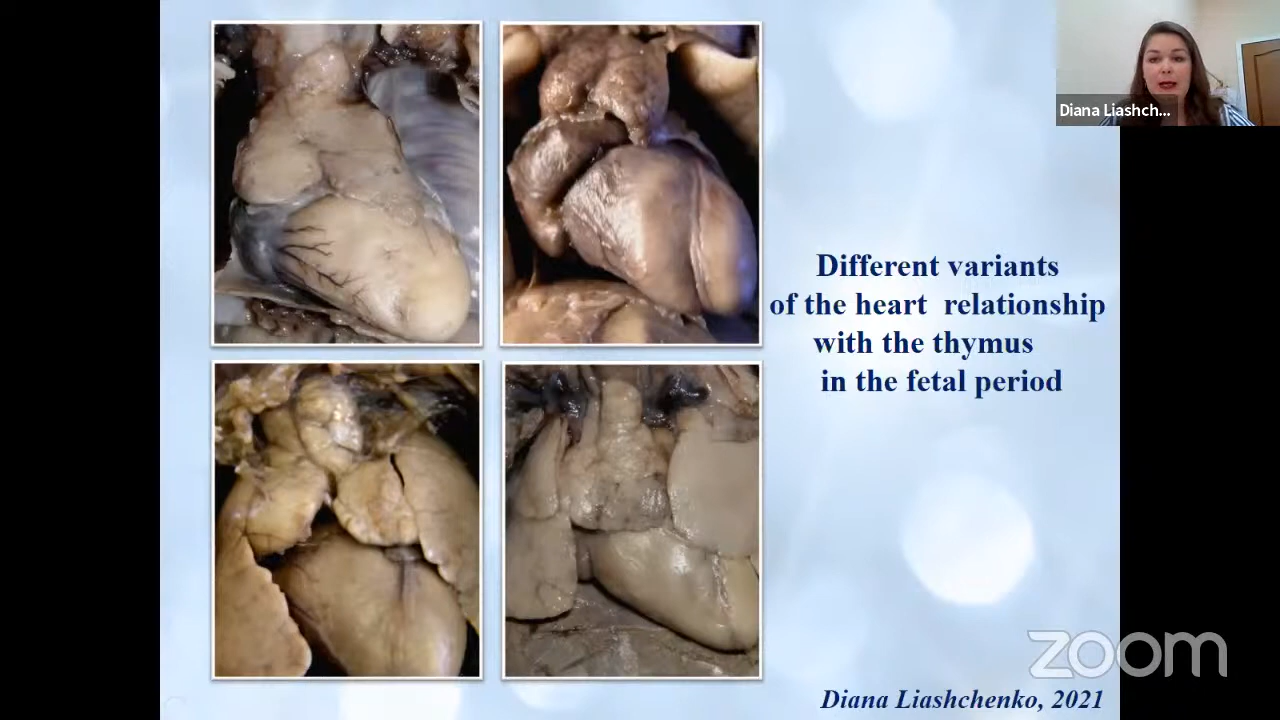 Diana Liashch...
Different variants
of the heart relationship
with the thymus
in the fetal period
zoom
Diana Liashchenko, 2021